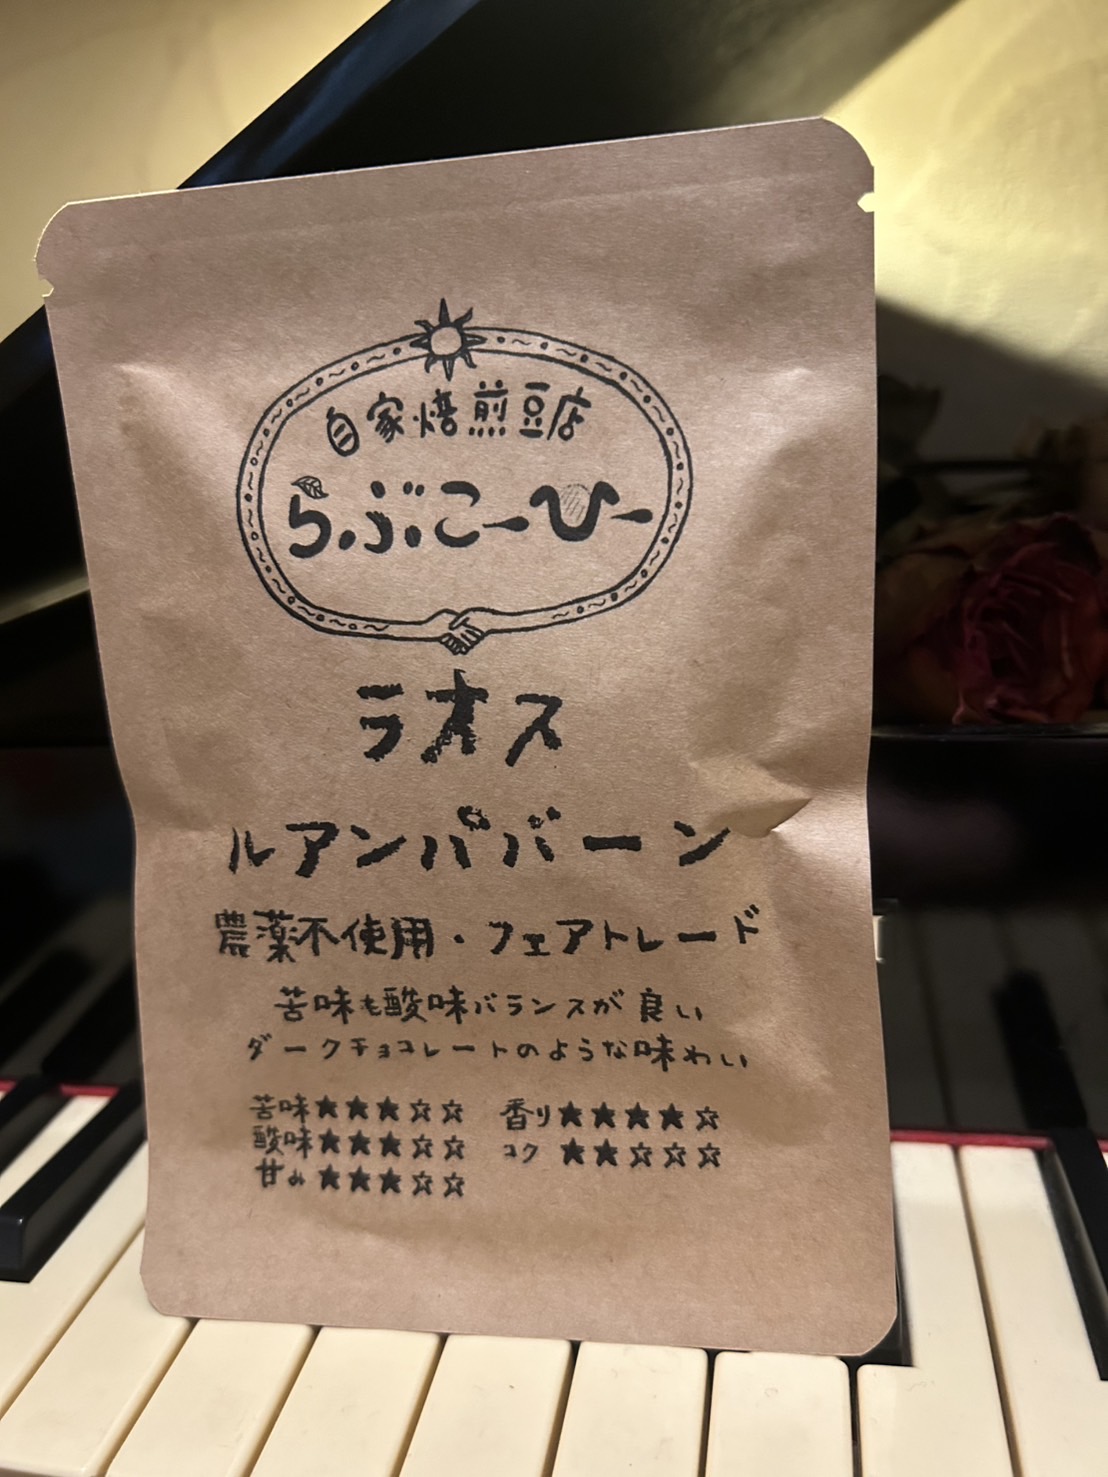 自家焙煎豆店
らぶこーひー
ラオス
ルアンパバーン
農薬不使用・フェアトレード
苦味も酸味バランスが良い
ダークチョコレートのような味わい
苦味★★★☆☆ 香り★★★★☆
酸味★★★☆☆ コク★★☆☆☆
甘み★★★☆☆